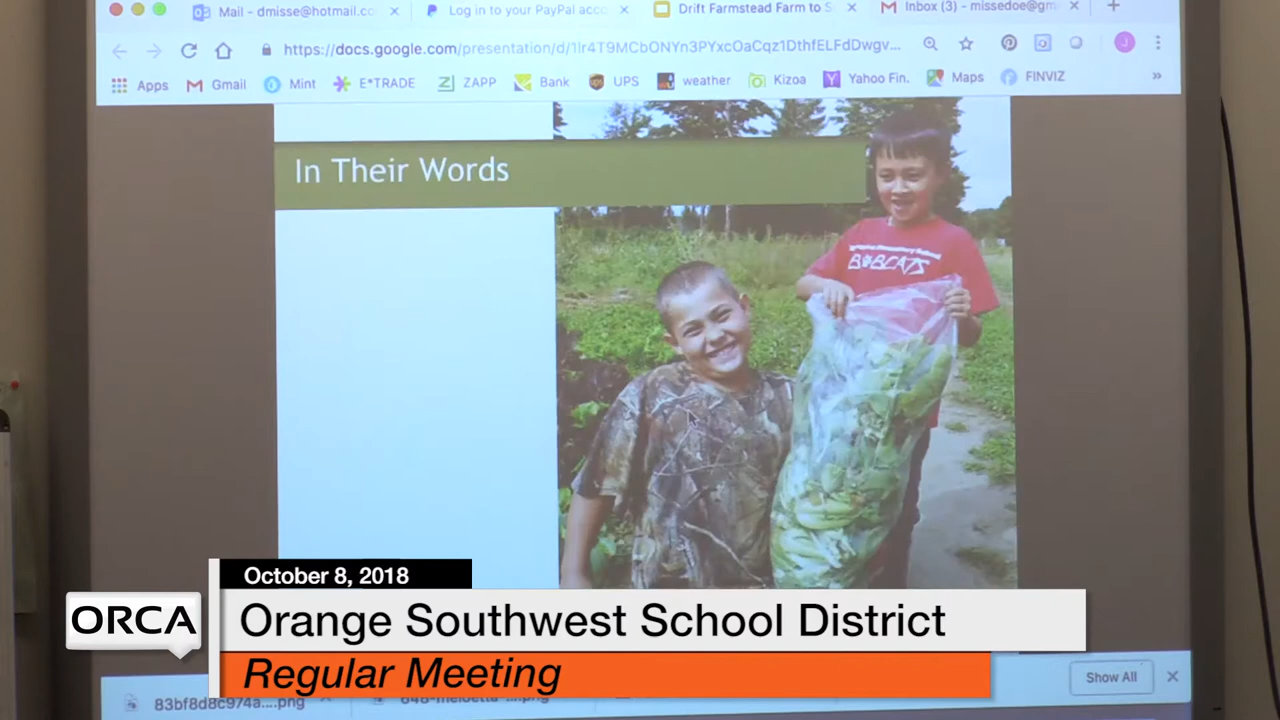 Mail - dmisse@hotmail.co
Log in to your PayPal acc
Drift Farmstead Farm to S
Inbox (3) - missedoe@gm
https://docs.google.com/presentation/d/1lr4T9MCbONYn3PYxcOaCqz1DthfELFdDwgv...
J
Apps
Gmail
Mint
E*TRADE
ZAPP
Bank
UPS
weather
Kizoa
Yahoo Fin.
Maps
FINVIZ
»
In Their Words
Elementary School
BOBCATS
October 8, 2018
ORCA
Orange Southwest School District
Regular Meeting
Show All
83bf8d8c974a....png